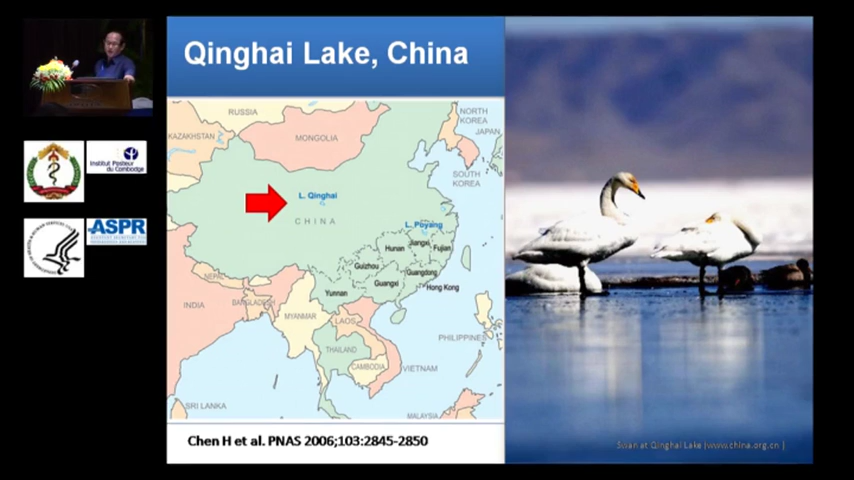 Qinghai Lake, China
RUSSIA
NORTH
KOREA
JAPAN
KAZAKHSTAN
MONGOLIA
SOUTH
KOREA
L. Qinghai
CHINA
L. Poyang
Hunan
Jiangxi
Fujian
Guizhou
Guangdong
Guangxi
Hong Kong
Yunnan
NEPAL
BANGLADESH
INDIA
MYANMAR
LAOS
PHILIPPINES
THAILAND
CAMBODIA
VIETNAM
SRI LANKA
MALAYSIA
Chen H et al. PNAS 2006;103:2845-2850
Swan at Qinghai Lake (www.china.org.cn )
Institut Pasteur
du Cambodge
ASPR